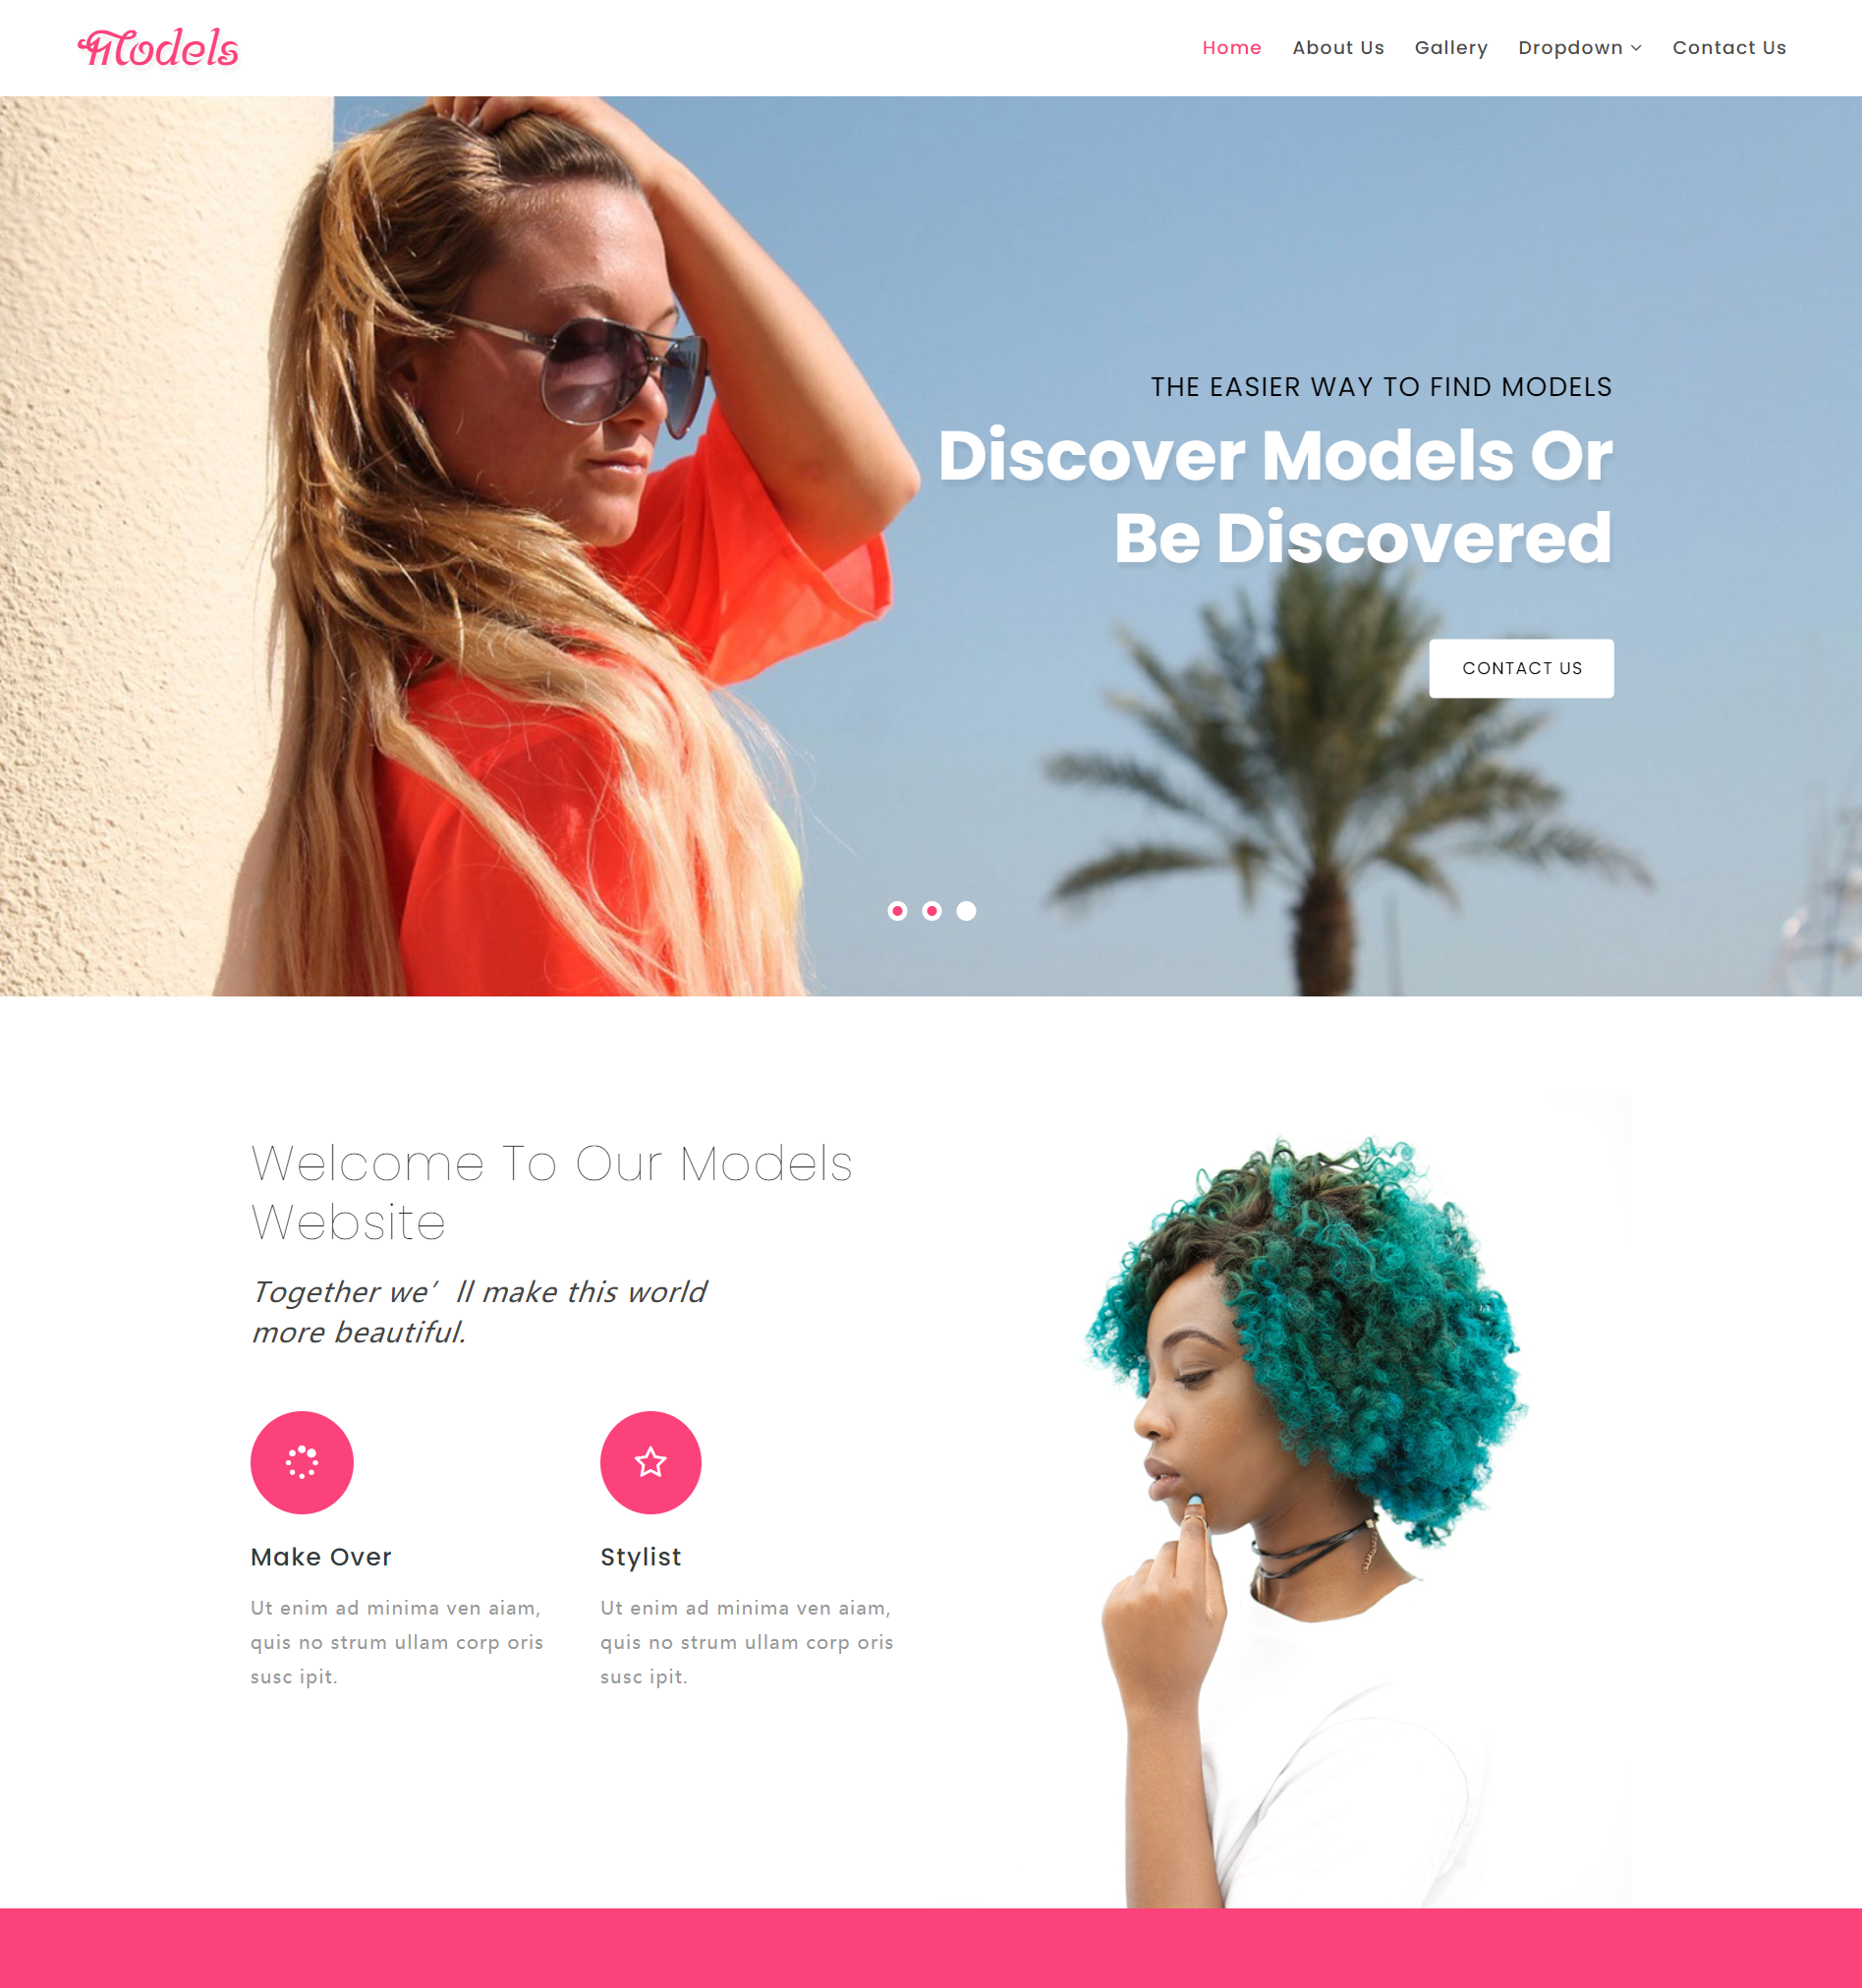 Models
Home About Us Gallery Dropdown Contact Us
THE EASIER WAY TO FIND MODELS
Discover Models Or
Be Discovered
CONTACT US
Welcome To Our Models
Website
Together we’ll make this world
more beautiful.
Make Over
Ut enim ad minima ven aiam,
quis no strum ullam corp oris
susc ipit.
Stylist
Ut enim ad minima ven aiam,
quis no strum ullam corp oris
susc ipit.